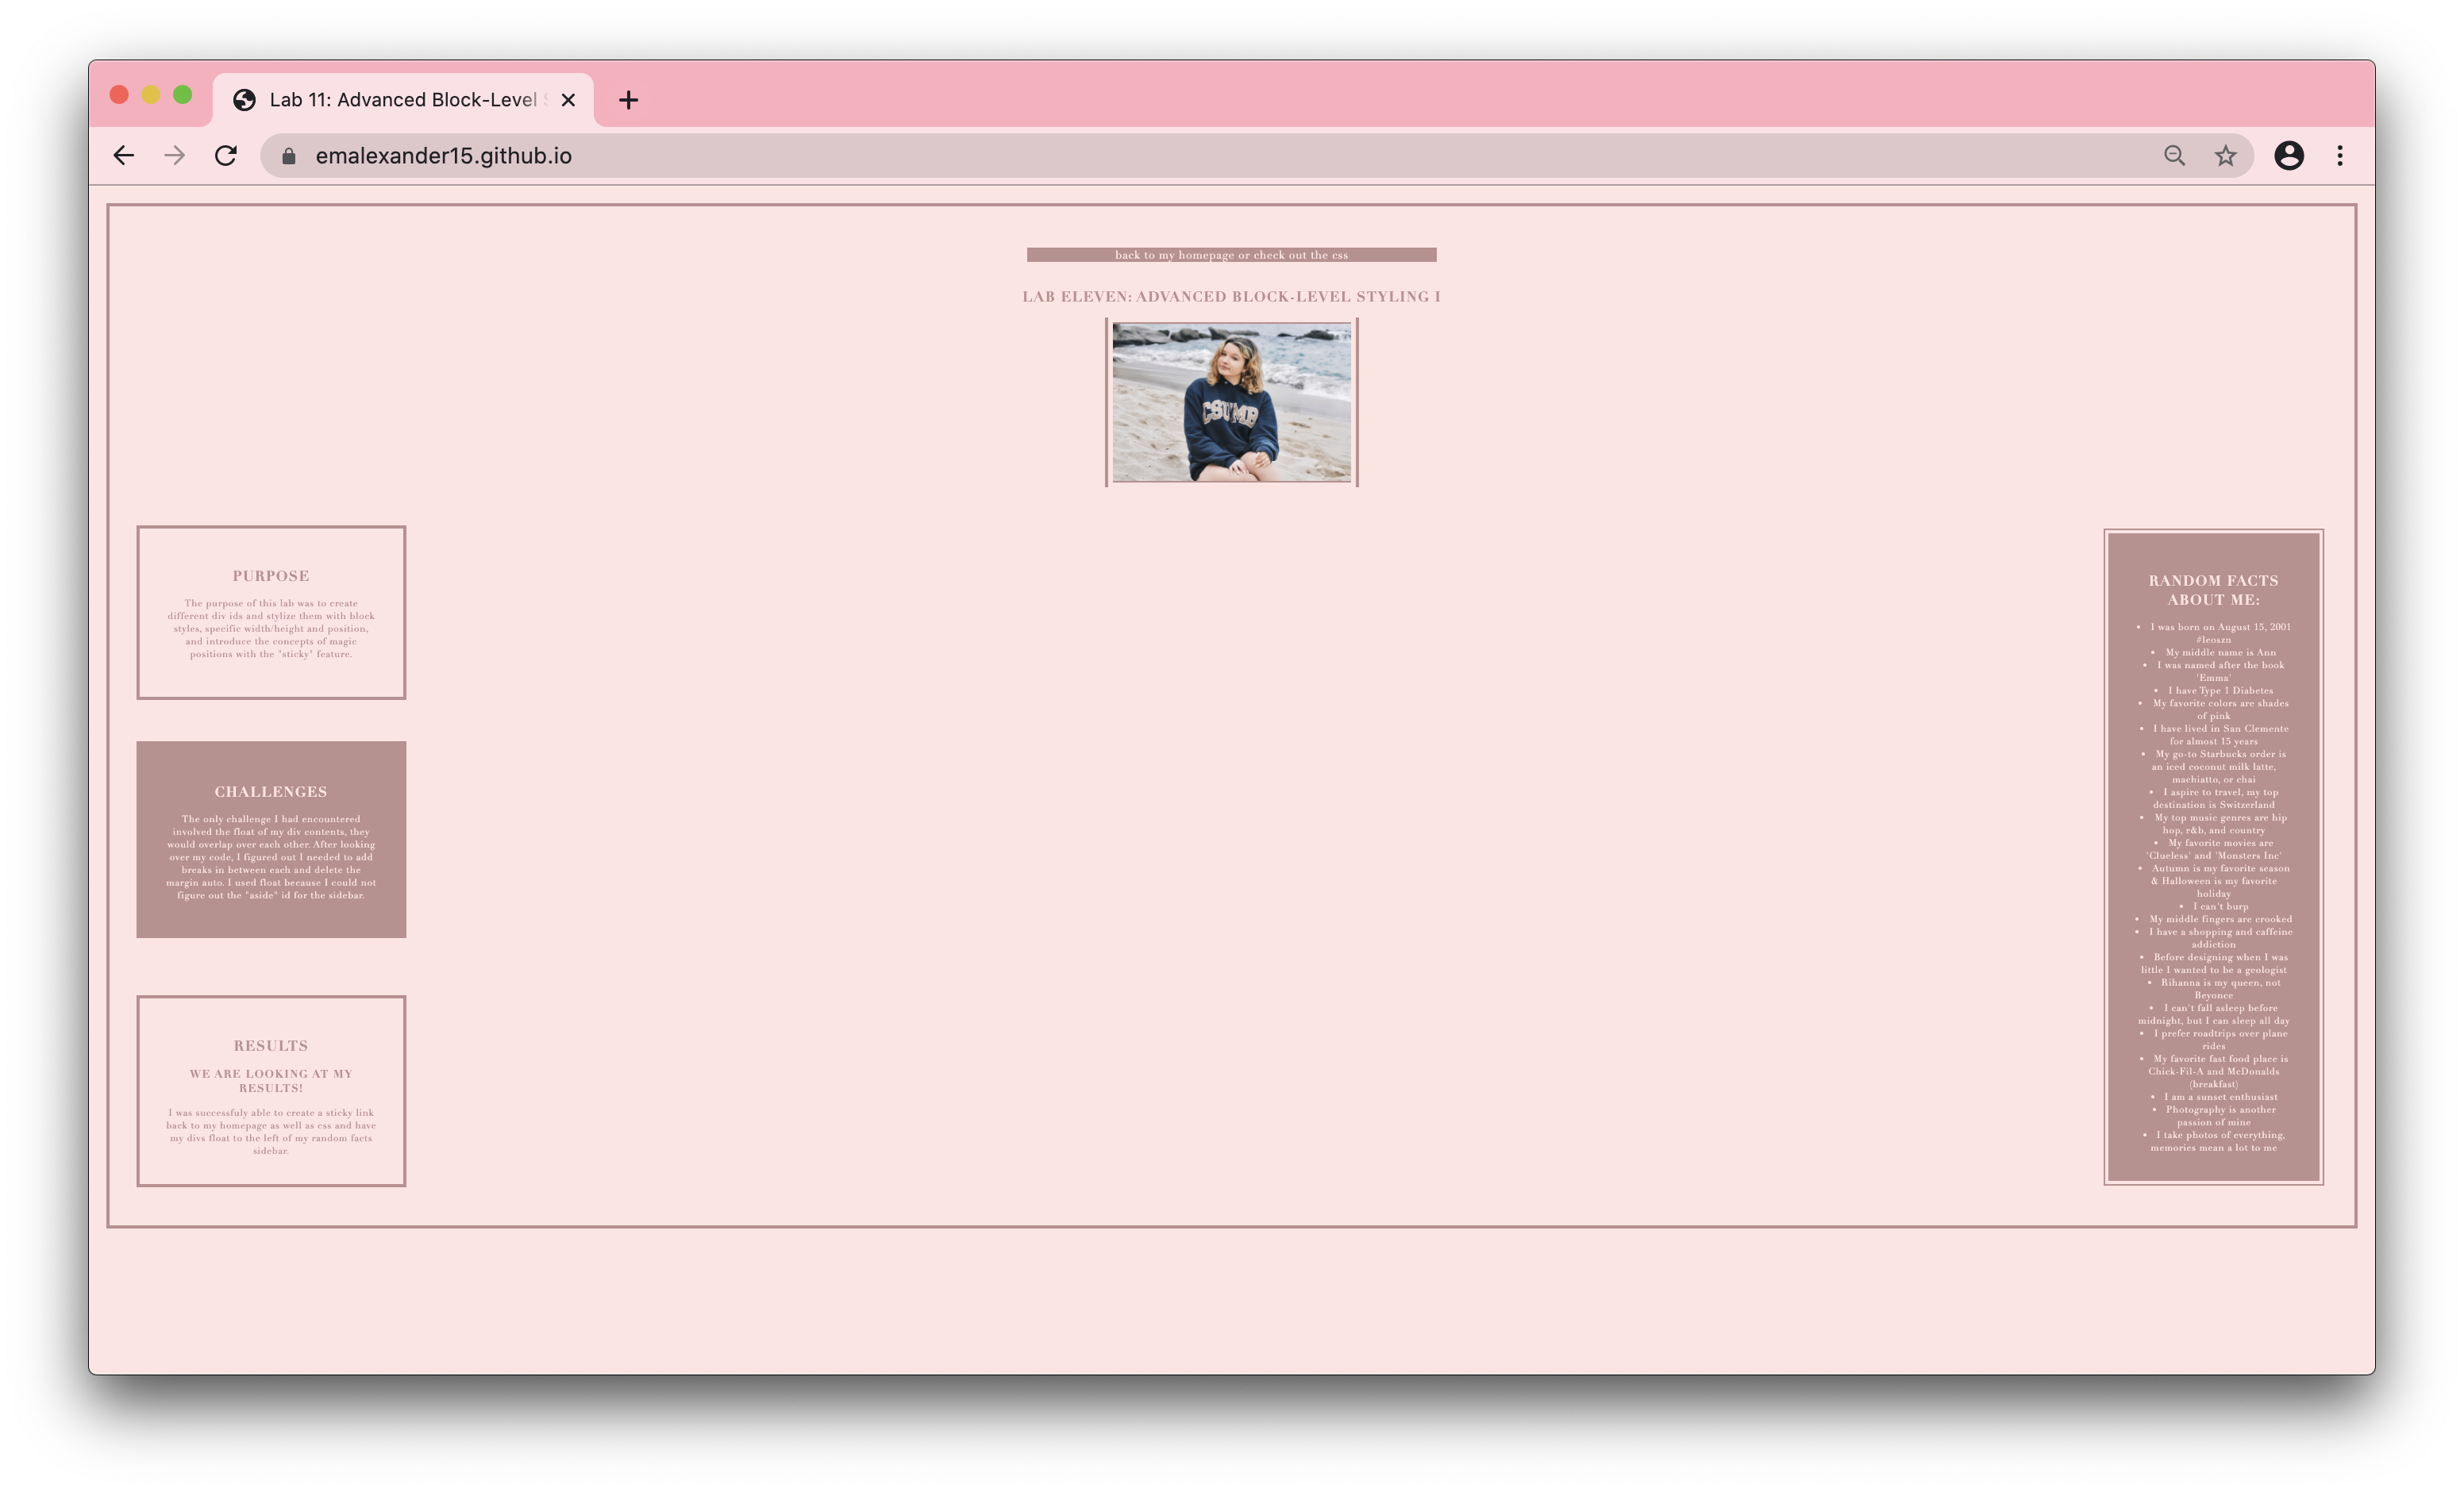 Lab 11: Advanced Block-Level
emalexander15.github.io
back to my homepage or check out the css
LAB ELEVEN: ADVANCED BLOCK-LEVEL STYLING I
CSUMB
PURPOSE
The purpose of this lab was to create
different div ids and stylize them with block
styles, specific width/height and position,
and introduce the concepts of magic
positions with the "sticky" feature.
CHALLENGES
The only challenge I had encountered
involved the float of my div contents, they
would overlap over each other. After looking
over my code, I figured out I needed to add
breaks in between each and delete the
margin auto. I used float because I could not
figure out the "aside" id for the sidebar.
RESULTS
WE ARE LOOKING AT MY
RESULTS!
I was successfuly able to create a sticky link
back to my homepage as well as css and have
my divs float to the left of my random facts
sidebar.
RANDOM FACTS
ABOUT ME:
• I was born on August 15, 2001
#leoszn
• My middle name is Ann
• I was named after the book
'Emma'
• I have Type 1 Diabetes
• My favorite colors are shades
of pink
• I have lived in San Clemente
for almost 15 years
• My go-to Starbucks order is
an iced coconut milk latte,
machiatto, or chai
• I aspire to travel, my top
destination is Switzerland
• My top music genres are hip
hop, r&b, and country
• My favorite movies are
'Clueless' and 'Monsters Inc'
• Autumn is my favorite season
& Halloween is my favorite
holiday
• I can't burp
• My middle fingers are crooked
• I have a shopping and caffeine
addiction
• Before designing when I was
little I wanted to be a geologist
• Rihanna is my queen, not
Beyonce
• I can't fall asleep before
midnight, but I can sleep all day
• I prefer roadtrips over plane
rides
• My favorite fast food place is
Chick-Fil-A and McDonalds
(breakfast)
• I am a sunset enthusiast
• Photography is another
passion of mine
• I take photos of everything,
memories mean a lot to me